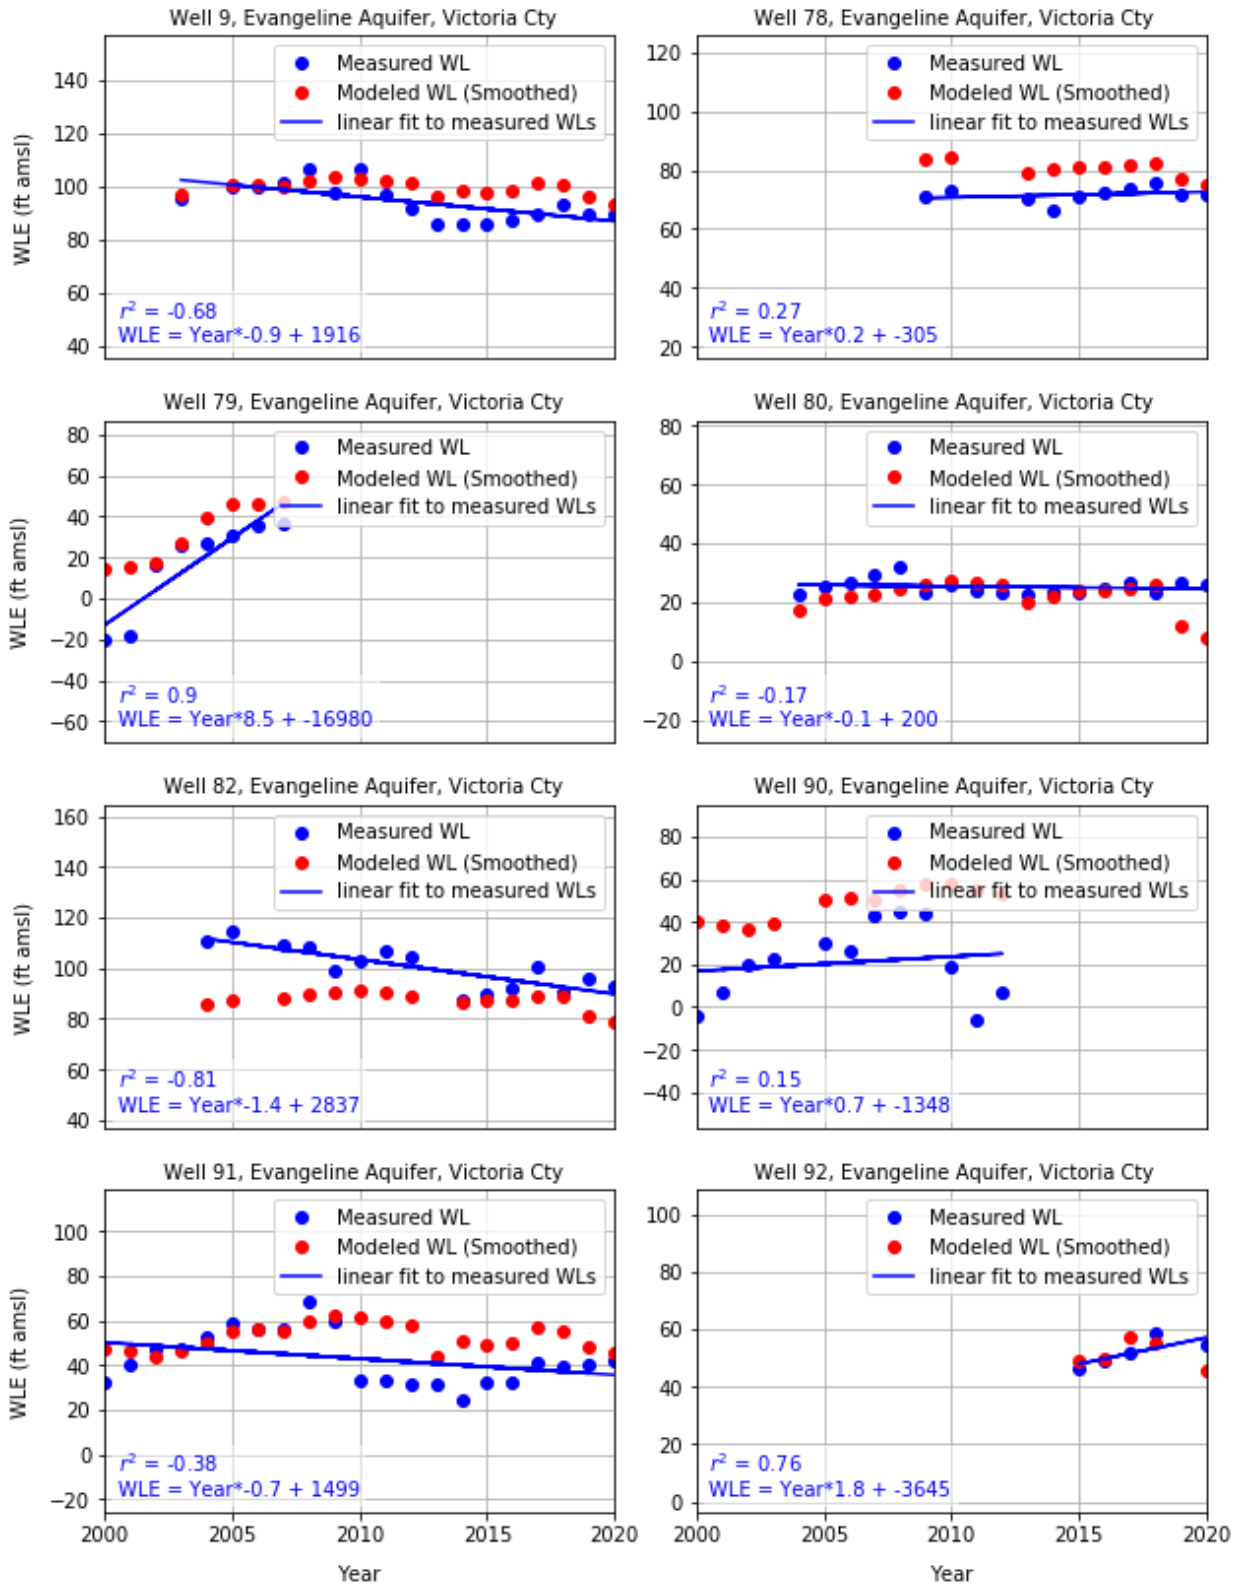 Well 9, Evangeline Aquifer, Victoria Cty
140
120
100
80
60
40
WLE (ft amsl)
Measured WL
Modeled WL (Smoothed)
linear fit to measured WLs
r² = -0.68
WLE = Year*-0.9 + 1916
Well 78, Evangeline Aquifer, Victoria Cty
120
100
80
60
40
20
Measured WL
Modeled WL (Smoothed)
linear fit to measured WLs
r² = 0.27
WLE = Year*0.2 + -305
Well 79, Evangeline Aquifer, Victoria Cty
80
60
40
20
0
−20
−40
−60
WLE (ft amsl)
Measured WL
Modeled WL (Smoothed)
linear fit to measured WLs
r² = 0.9
WLE = Year*8.5 + -16980
Well 80, Evangeline Aquifer, Victoria Cty
80
60
40
20
0
−20
Measured WL
Modeled WL (Smoothed)
linear fit to measured WLs
r² = -0.17
WLE = Year*-0.1 + 200
Well 82, Evangeline Aquifer, Victoria Cty
160
140
120
100
80
60
40
WLE (ft amsl)
Measured WL
Modeled WL (Smoothed)
linear fit to measured WLs
r² = -0.81
WLE = Year*-1.4 + 2837
Well 90, Evangeline Aquifer, Victoria Cty
80
60
40
20
0
−20
−40
Measured WL
Modeled WL (Smoothed)
linear fit to measured WLs
r² = 0.15
WLE = Year*0.7 + -1348
Well 91, Evangeline Aquifer, Victoria Cty
100
80
60
40
20
0
−20
WLE (ft amsl)
Measured WL
Modeled WL (Smoothed)
linear fit to measured WLs
r² = -0.38
WLE = Year*-0.7 + 1499
2000 2005 2010 2015 2020
Year
Well 92, Evangeline Aquifer, Victoria Cty
100
80
60
40
20
0
Measured WL
Modeled WL (Smoothed)
linear fit to measured WLs
r² = 0.76
WLE = Year*1.8 + -3645
2000 2005 2010 2015 2020
Year